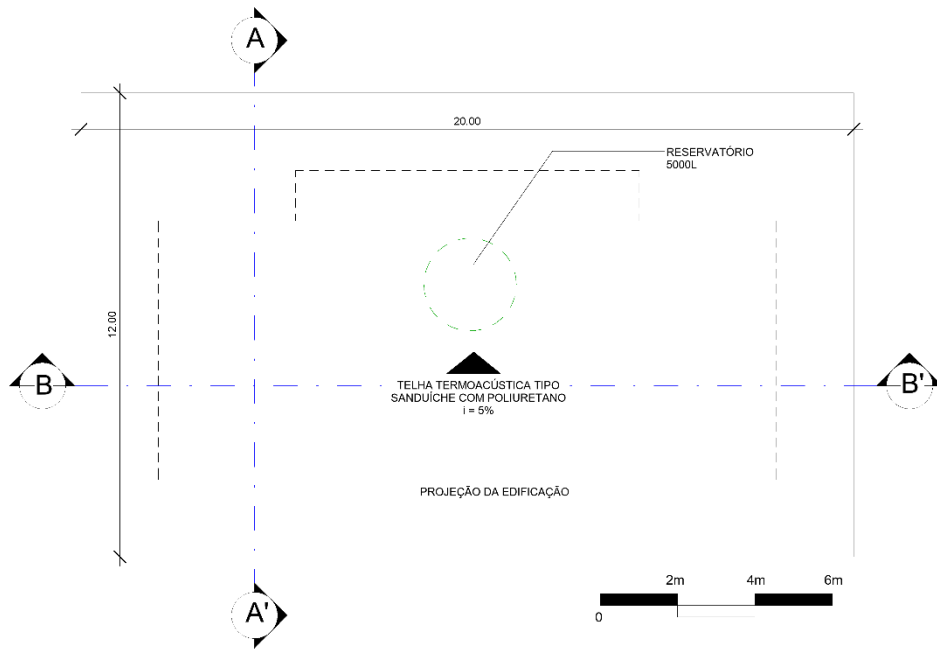 A
20.00
RESERVATÓRIO
5000L
12.00
B
B'
TELHA TERMOACÚSTICA TIPO
SANDUÍCHE COM POLIURETANO
i = 5%
PROJEÇÃO DA EDIFICAÇÃO
2m 4m 6m
0
A'